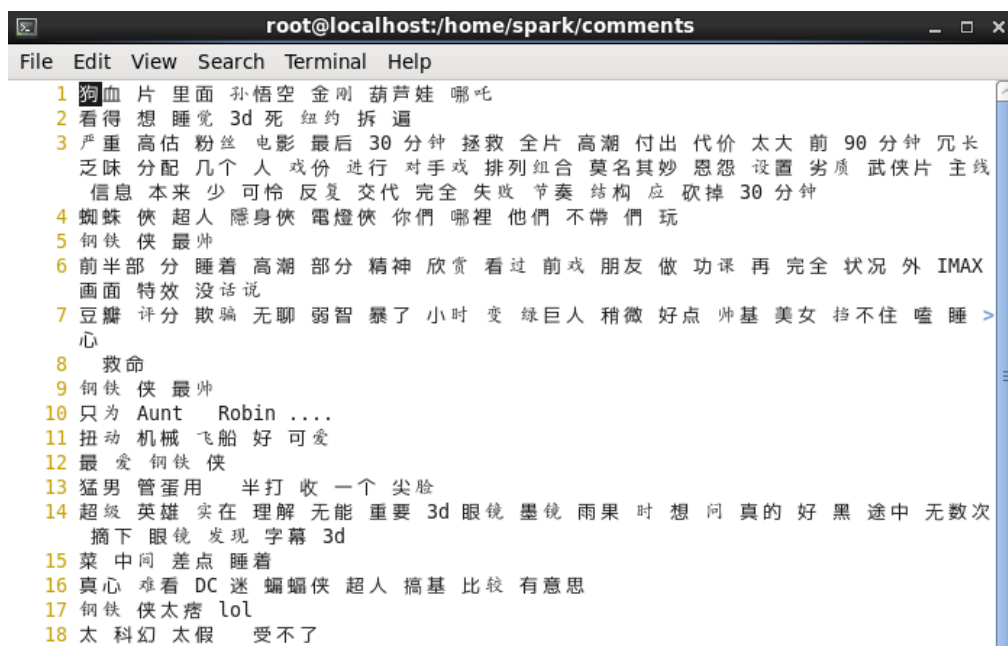 root@localhost:/home/spark/comments
File Edit View Search Terminal Help
1 狗血 片 里面 孙悟空 金刚 葫芦娃 哪吒
2 看得 想 睡觉 3d 死 纽约 拆 遍
3 严重 高估 粉丝 电影 最后 30 分钟 拯救 全片 高潮 付出 代价 太大 前 90 分钟 冗长
乏味 分配 几个 人 戏份 进行 对手戏 排列组合 莫名其妙 恩怨 设置 劣质 武侠片 主线
信息 本来 少 可怜 反复 交代 完全 失败 节奏 结构 应 砍掉 30 分钟
4 蜘蛛 俠 超人 隱身俠 電燈俠 你們 哪裡 他們 不帶 們 玩
5 钢铁 侠 最帅
6 前半部 分 睡着 高潮 部分 精神 欣赏 看过 前戏 朋友 做 功课 再 完全 状况 外 IMAX
画面 特效 没话说
7 豆瓣 评分 欺骗 无聊 弱智 暴了 小时 变 绿巨人 稍微 好点 帅基 美女 挡不住 嗑 睡 >
心
8 救命
9 钢铁 侠 最帅
10 只为 Aunt Robin ....
11 扭动 机械 飞船 好 可爱
12 最 爱 钢铁 侠
13 猛男 管蛋用 半打 收 一个 尖脸
14 超级 英雄 实在 理解 无能 重要 3d 眼镜 墨镜 雨果 时 想 问 真的 好 黑 途中 无数次
摘下 眼镜 发现 字幕 3d
15 菜 中间 差点 睡着
16 真心 难看 DC 迷 蝙蝠侠 超人 搞基 比较 有意思
17 钢铁 侠太痞 lol
18 太 科幻 太假 受不了